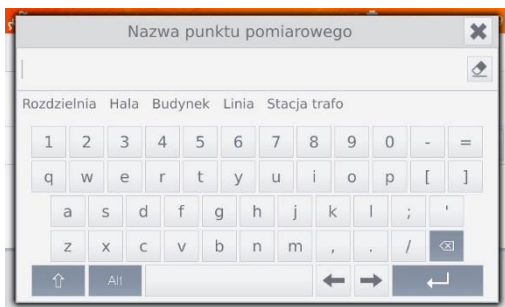 Nazwa punktu pomiarowego
Rozdzielnia Hala Budynek Linia Stacja trafo
1 2 3 4 5 6 7 8 9 0 - =
q w e r t y u i o p [ ]
a s d f g h j k l ; '
z x c v b n m , . /
Alt